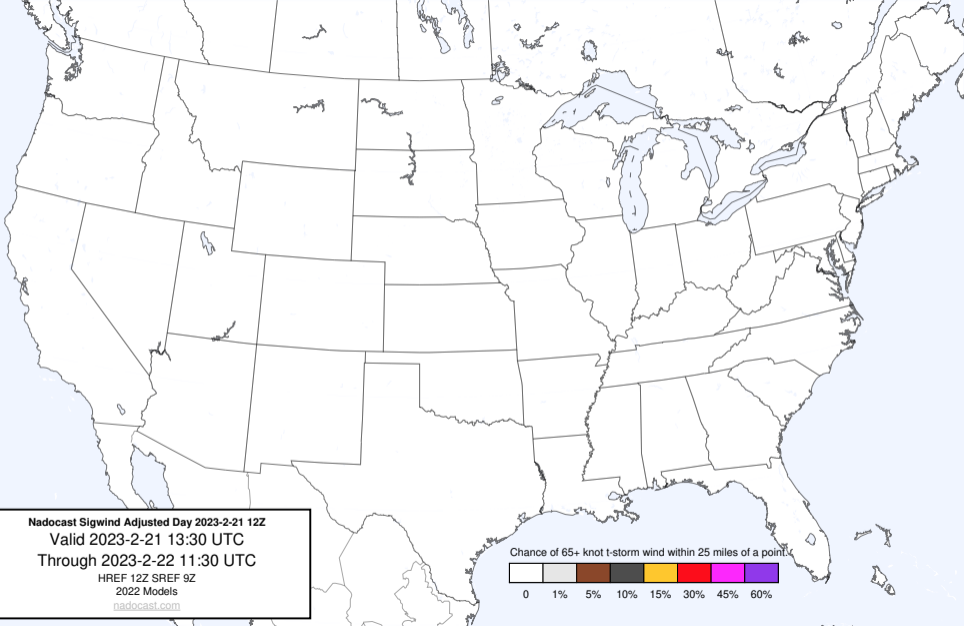 Nadocast Sigwind Adjusted Day 2023-2-21 12Z
Valid 2023-2-21 13:30 UTC
Through 2023-2-22 11:30 UTC
HREF 12Z SREF 9Z
2022 Models
nadocast.com
Chance of 65+ knot t-storm wind within 25 miles of a point.
0 1% 5% 10% 15% 30% 45% 60%